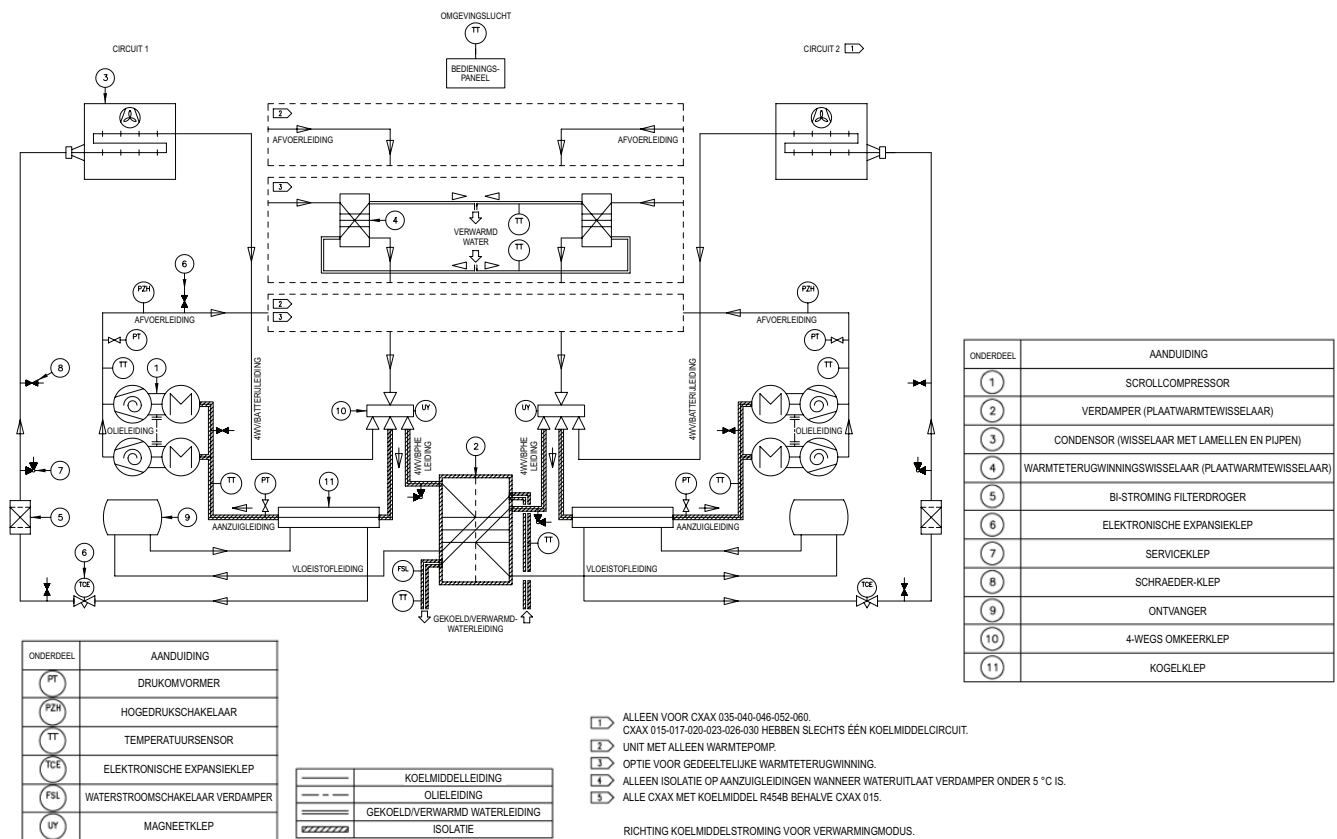 OMGEVINGSLUCHT
TT
CIRCUIT 1
CIRCUIT 2 1
BEDIENINGS-
PANEEL
3
2
AFVOERLEIDING
AFVOERLEIDING
3
4
TT
VERWARMD
WATER
TT
6
PZH
2
3
PZH
AFVOERLEIDING
AFVOERLEIDING
PT
PT
TT
TT
8
1
4WV/BATTERIJLEIDING
4WV/BATTERIJLEIDING
10
UY
UY
OLIELEIDING
OLIELEIDING
2
4WV/BPHE
LEIDING
4WV/BPHE
LEIDING
7
TT
PT
11
PT
TT
5
9
AANZUIGLEIDING
AANZUIGLEIDING
TT
6
VLOEISTOFLEIDING
FSL
VLOEISTOFLEIDING
TCE
TT
TCE
GEKOELD/VERWARMD-
WATERLEIDING
ONDERDEEL AANDUIDING
1 SCROLLCOMPRESSOR
2 VERDAMPER (PLAATWARMTEWISSELAAR)
3 CONDENSOR (WISSELAAR MET LAMELLEN EN PIJPEN)
4 WARMTETERUGWINNINGSWISSELAAR (PLAATWARMTEWISSELAAR)
5 BI-STROMING FILTERDROGER
6 ELEKTRONISCHE EXPANSIEKLEP
7 SERVICEKLEP
8 SCHRAEDER-KLEP
9 ONTVANGER
10 4-WEGS OMKEERKLEP
11 KOGELKLEP
ONDERDEEL AANDUIDING
PT DRUKOMVORMER
PZH HOGEDRUKSCHAKELAAR
TT TEMPERATUURSENSOR
TCE ELEKTRONISCHE EXPANSIEKLEP
FSL WATERSTROOMSCHAKELAAR VERDAMPER
UY MAGNEETKLEP
KOELMIDDELLEIDING
OLIELEIDING
GEKOELD/VERWARMD WATERLEIDING
ISOLATIE
1 ALLEEN VOOR CXAX 035-040-046-052-060.
CXAX 015-017-020-023-026-030 HEBBEN SLECHTS ÉÉN KOELMIDDELCIRCUIT.
2 UNIT MET ALLEEN WARMTEPOMP.
3 OPTIE VOOR GEDEELTELIJKE WARMTETERUGWINNING.
4 ALLEEN ISOLATIE OP AANZUIGLEIDINGEN WANNEER WATERUITLAAT VERDAMPER ONDER 5 °C IS.
5 ALLE CXAX MET KOELMIDDEL R454B BEHALVE CXAX 015.
RICHTING KOELMIDDELSTROMING VOOR VERWARMINGMODUS.